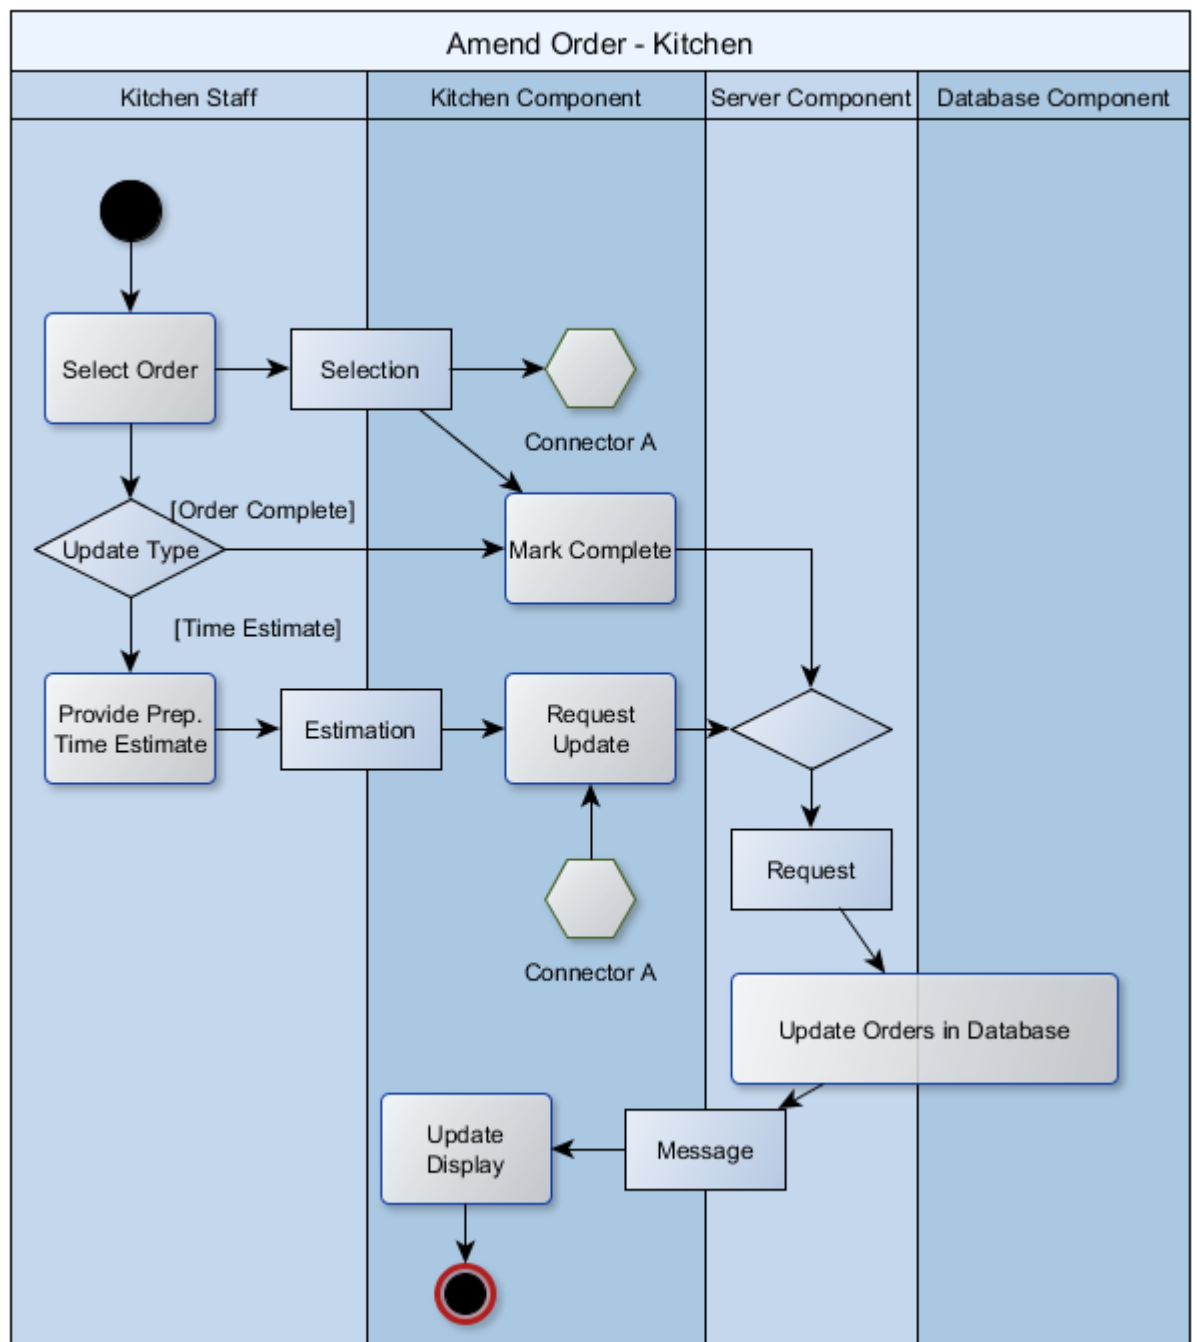 Amend Order - Kitchen
Kitchen Staff
Kitchen Component
Server Component
Database Component
Select Order
Selection
Connector A
[Order Complete]
Update Type
Mark Complete
[Time Estimate]
Provide Prep.
Time Estimate
Estimation
Request
Update
Request
Connector A
Update Orders in Database
Update
Display
Message